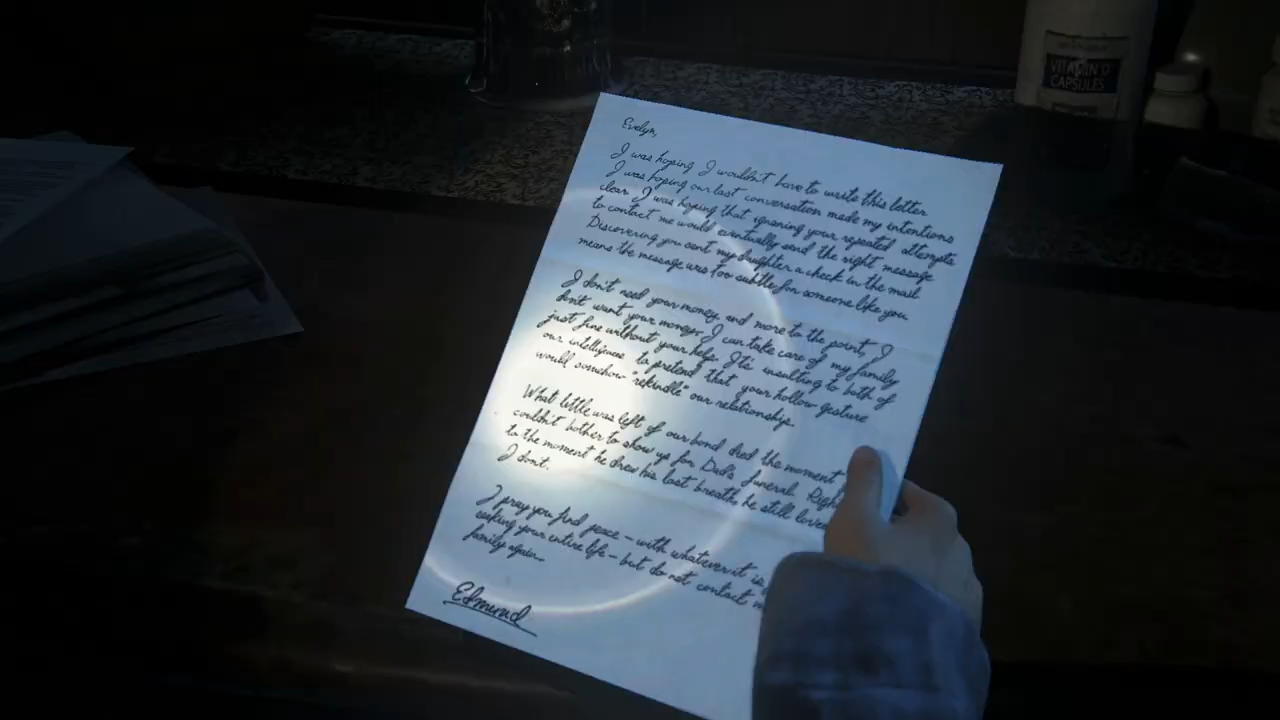 Evelyn,
I was hoping I wouldn't have to write this letter
I was hoping our last conversation made my intentions
clear. I was hoping that ignoring your repeated attempts
to contact me would eventually send the right message
Discovering you sent my daughter a check in the mail
means the message was too subtle for someone like you
I don't need your money and more to the point, I
don't want your money. I can take care of my family
just fine without your help. It's insulting to both of
our intelligence to pretend that your hollow gesture
would somehow "rekindle" our relationship.
What little was left of our bond died the moment
couldn't bother to show up for Dad's funeral. Right
to the moment he drew his last breath, he still love
I don't.
I pray you find peace - with whatever it is
seeking your entire life - but do not contact
family again.
Edmund
VITAMIN D
CAPSULES